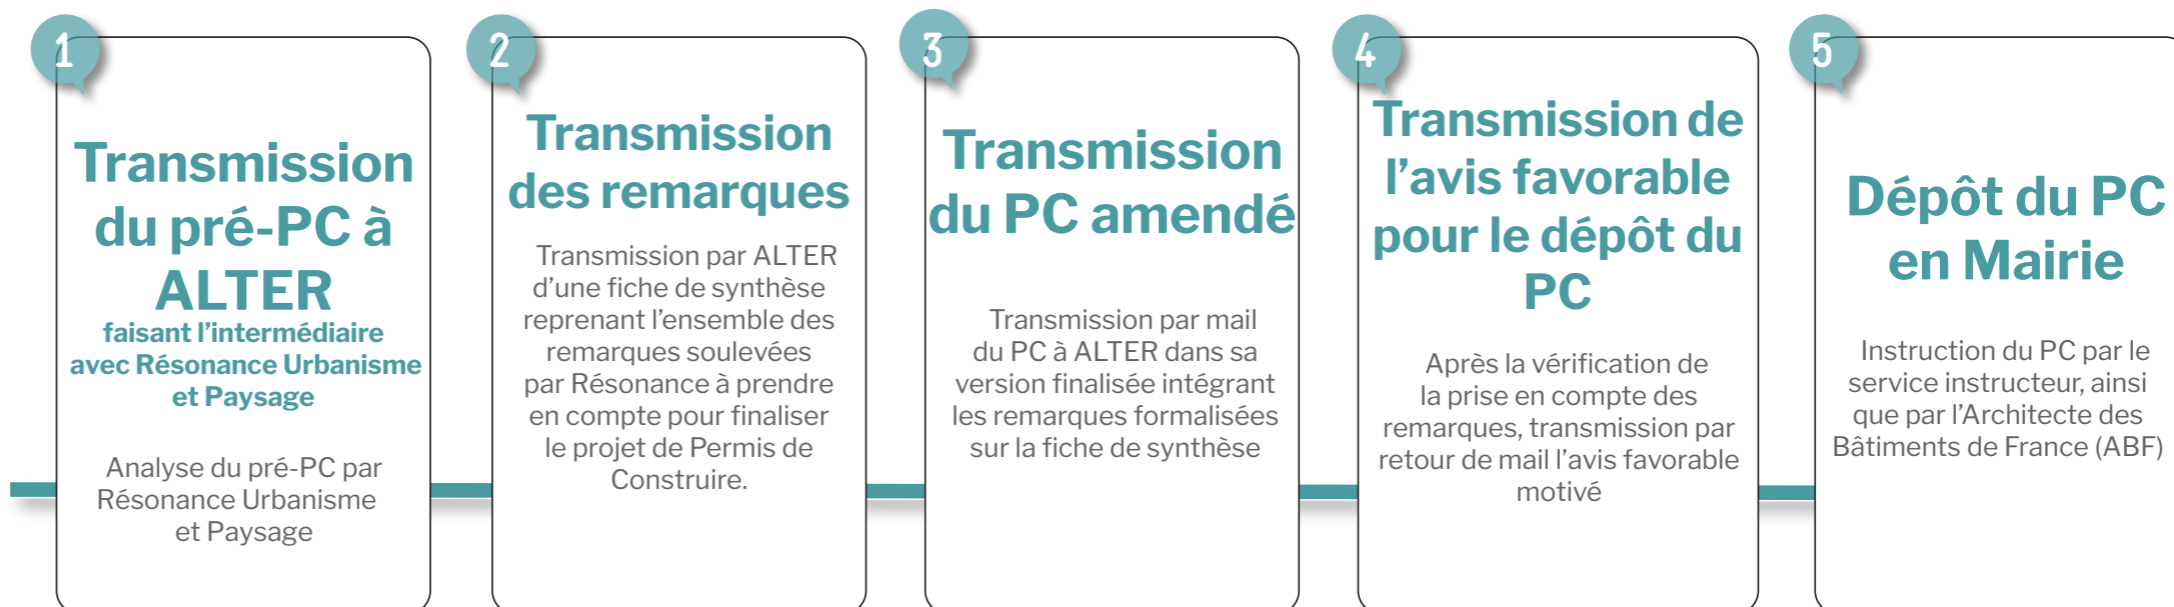 1
Transmission
du pré-PC à
ALTER
faisant l’intermédiaire
avec Résonance Urbanisme
et Paysage
Analyse du pré-PC par
Résonance Urbanisme
et Paysage
2
Transmission
des remarques
Transmission par ALTER
d’une fiche de synthèse
reprenant l’ensemble des
remarques soulevées
par Résonance à prendre
en compte pour finaliser
le projet de Permis de
Construire.
3
Transmission
du PC amendé
Transmission par mail
du PC à ALTER dans sa
version finalisée intégrant
les remarques formalisées
sur la fiche de synthèse
4
Transmission de
l’avis favorable
pour le dépôt du
PC
Après la vérification de
la prise en compte des
remarques, transmission par
retour de mail l’avis favorable
motivé
5
Dépôt du PC
en Mairie
Instruction du PC par le
service instructeur, ainsi
que par l’Architecte des
Bâtiments de France (ABF)